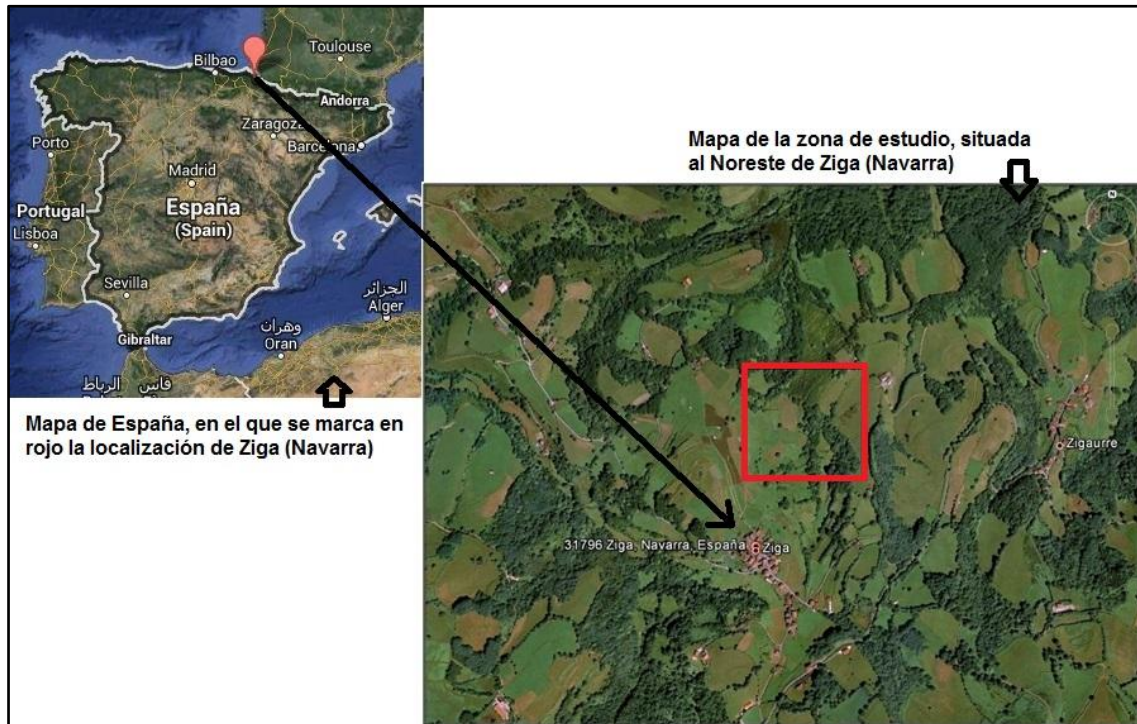 Bilbao
Toulouse
Andorra
Zaragoza
Barcelona
Porto
Madrid
Portugal
España
(Spain)
Lisboa
Sevilla
الجزائر
Alger
Gibraltar
وهران
Oran
الرباط
فاس
Mapa de España, en el que se marca en
rojo la localización de Ziga (Navarra)
Mapa de la zona de estudio, situada
al Noreste de Ziga (Navarra)
N
Zigaurre
31796 Ziga, Navarra, España
Ziga